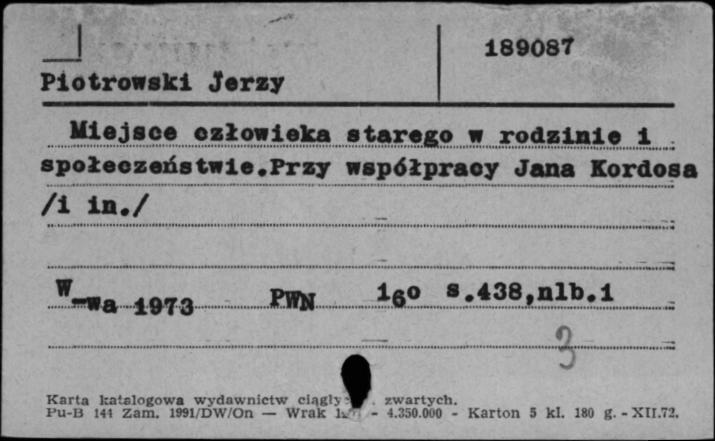 189087
Piotrowski Jerzy
Miejsce człowieka starego w rodzinie i
społeczeństwie.Przy współpracy Jana Kordosa
/i in./
W-wa 1973 PWN 16o s.438,nlb.1
3
Karta katalogowa wydawnictw zwartych.
Pu-B 144 Zam. 1991/DW/On — Wrak - 4.350.000 - Karton 5 kl. 180 g. - XII.72.